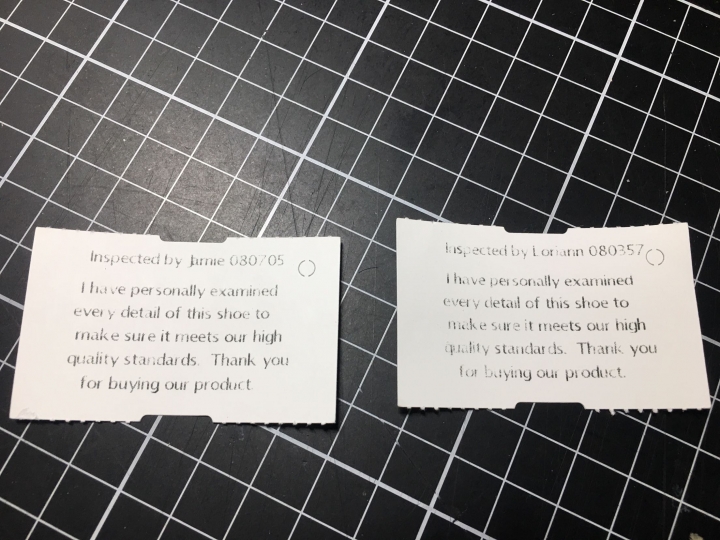 Inspected by Jamie 080705
I have personally examined
every detail of this shoe to
make sure it meets our high
quality standards. Thank you
for buying our product.
Inspected by Loriann 080357
I have personally examined
every detail of this shoe to
make sure it meets our high
quality standards. Thank you
for buying our product.